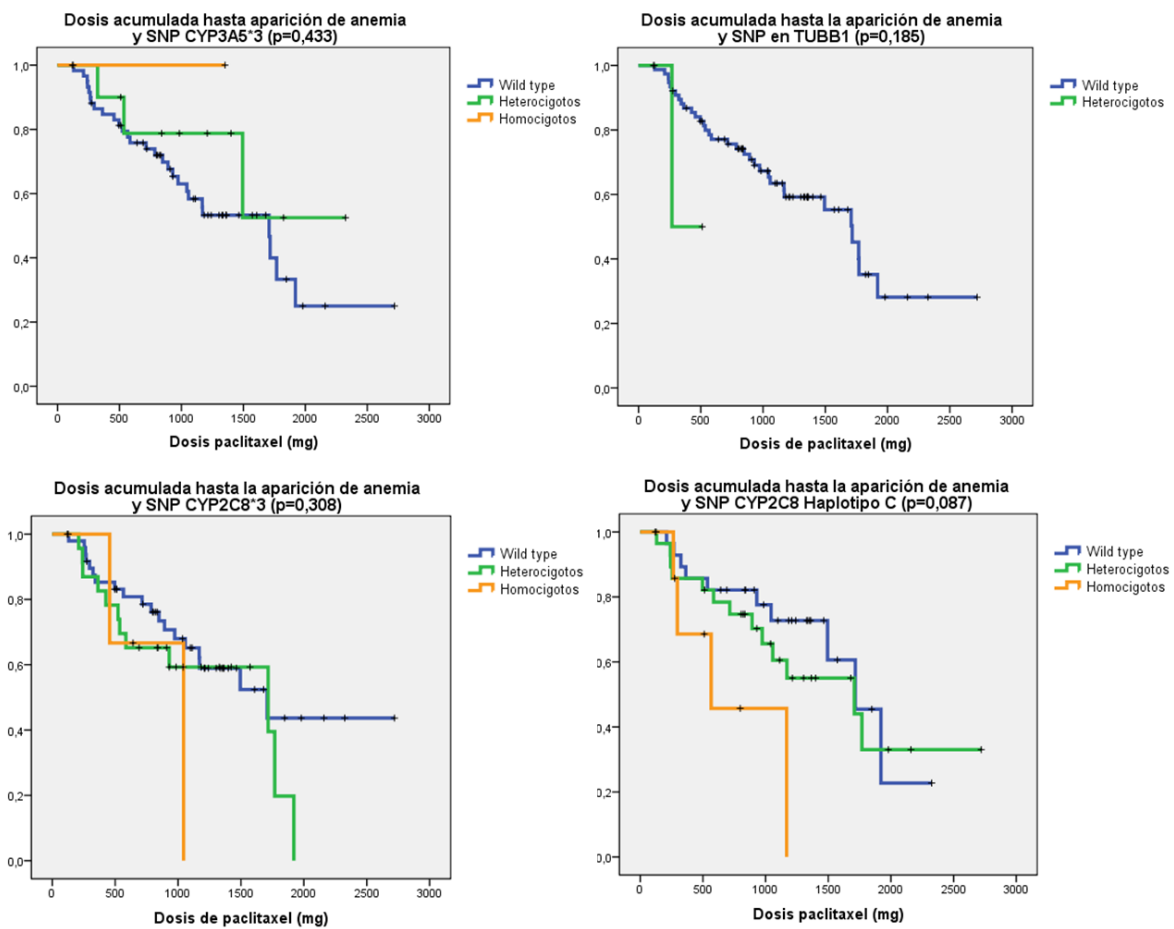 Dosis acumulada hasta aparición de anemia
y SNP CYP3A5*3 (p=0,433)
1,0
0,8
0,6
0,4
0,2
0,0
0
500
1000
1500
2000
2500
3000
Dosis paclitaxel (mg)
Wild type
Heterocigotos
Homocigotos
Dosis acumulada hasta la aparición de anemia
y SNP en TUBB1 (p=0,185)
1,0
0,8
0,6
0,4
0,2
0,0
0
500
1000
1500
2000
2500
3000
Dosis de paclitaxel (mg)
Wild type
Heterocigotos
Dosis acumulada hasta la aparición de anemia
y SNP CYP2C8*3 (p=0,308)
1,0
0,8
0,6
0,4
0,2
0,0
0
500
1000
1500
2000
2500
3000
Dosis de paclitaxel (mg)
Wild type
Heterocigotos
Homocigotos
Dosis acumulada hasta la aparición de anemia
y SNP CYP2C8 Haplotipo C (p=0,087)
1,0
0,8
0,6
0,4
0,2
0,0
0
500
1000
1500
2000
2500
3000
Dosis paclitaxel (mg)
Wild type
Heterocigotos
Homocigotos